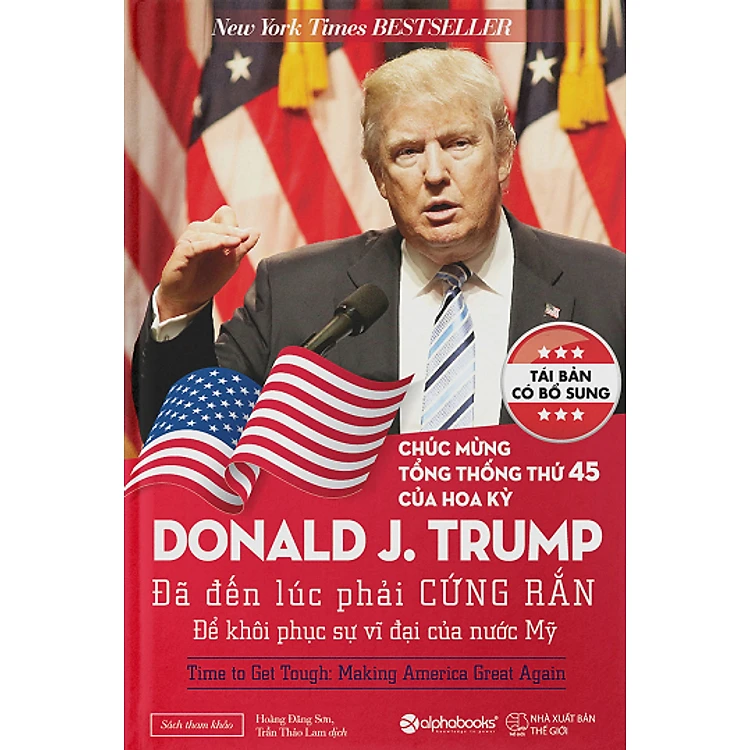 New York Times BESTSELLER
TÁI BẢN
CÓ BỔ SUNG
CHÚC MỪNG
TỔNG THỐNG THỨ 45
CỦA HOA KỲ
DONALD J. TRUMP
Đã đến lúc phải CỨNG RẮN
Để khôi phục sự vĩ đại của nước Mỹ
Time to Get Tough: Making America Great Again
Sách tham khảo
Hoàng Đăng Sơn,
Trần Thảo Lam dịch
alphabooks
knowledge is power
NHÀ XUẤT BẢN
THẾ GIỚI